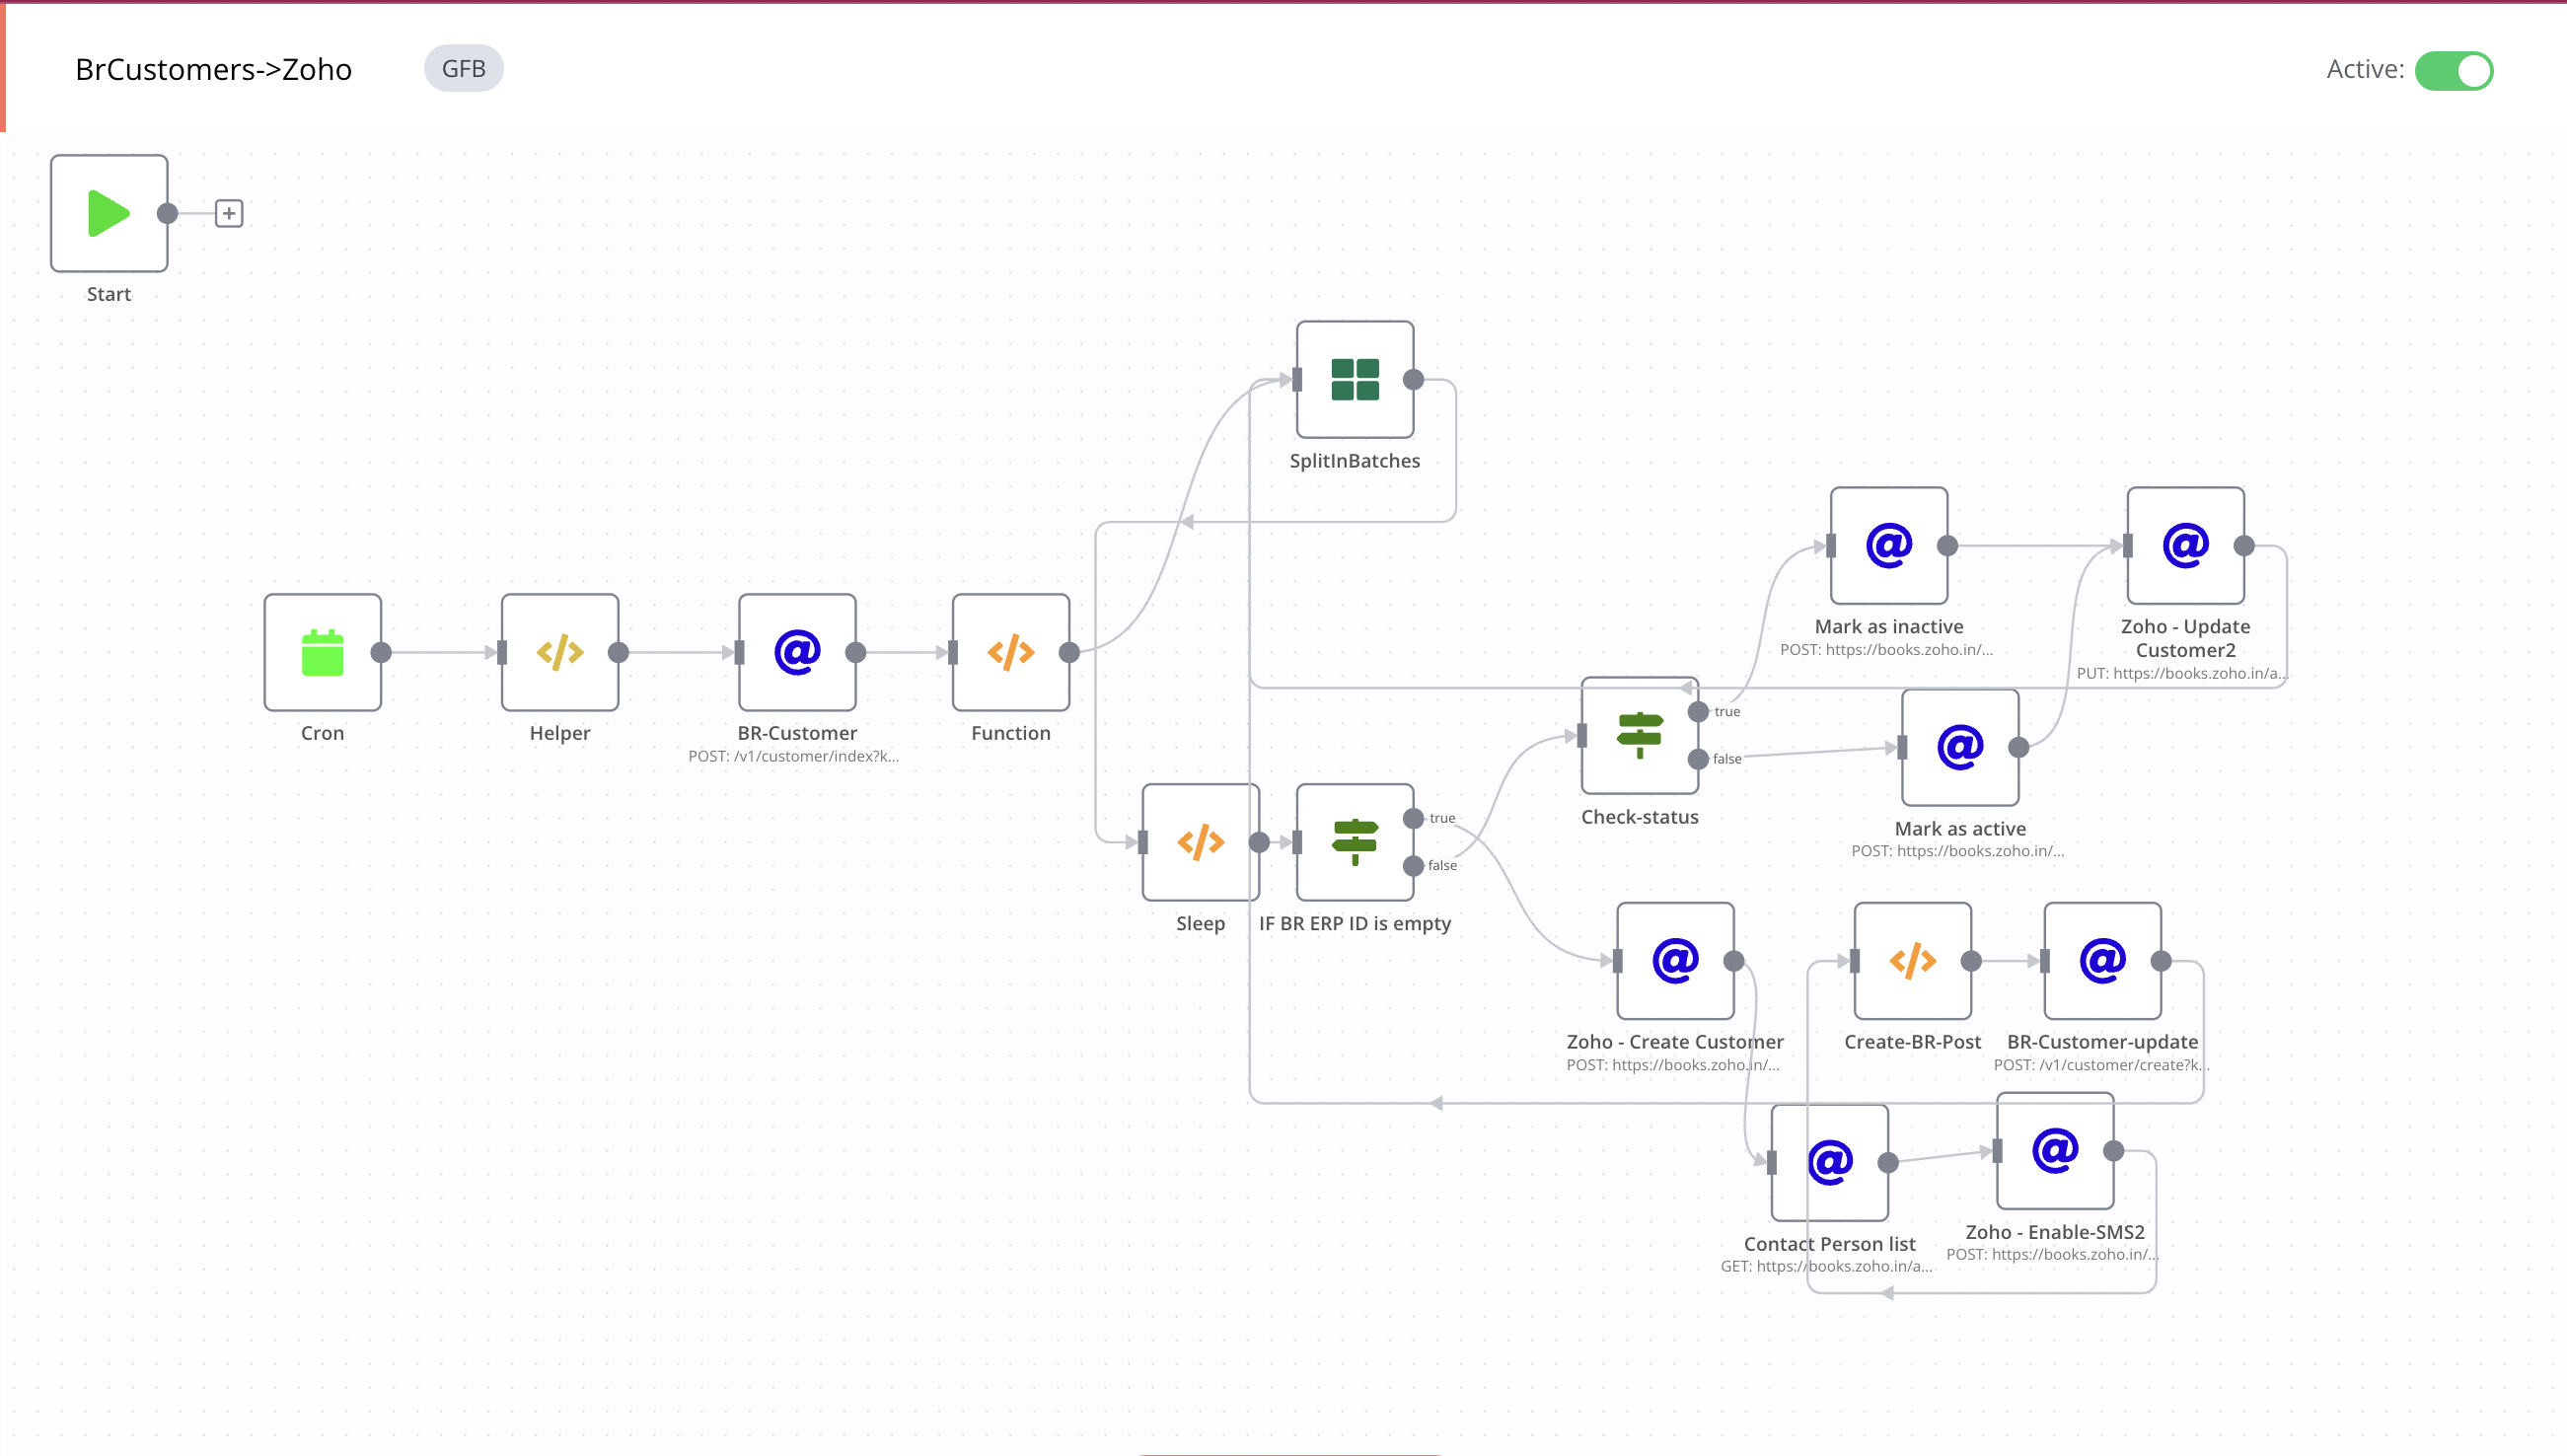 BrCustomers->Zoho
GFB
Active:
Start
SplitInBatches
Cron
Helper
BR-Customer
POST: /v1/customer/index?k...
Function
Mark as inactive
POST: https://books.zoho.in/...
Zoho - Update
Customer2
PUT: https://books.zoho.in/a...
true
false
Check-status
Mark as active
POST: https://books.zoho.in/...
Sleep
true
false
IF BR ERP ID is empty
Zoho - Create Customer
POST: https://books.zoho.in/...
Create-BR-Post
BR-Customer-update
POST: /v1/customer/create?k...
Contact Person list
GET: https://books.zoho.in/a...
Zoho - Enable-SMS2
POST: https://books.zoho.in/...